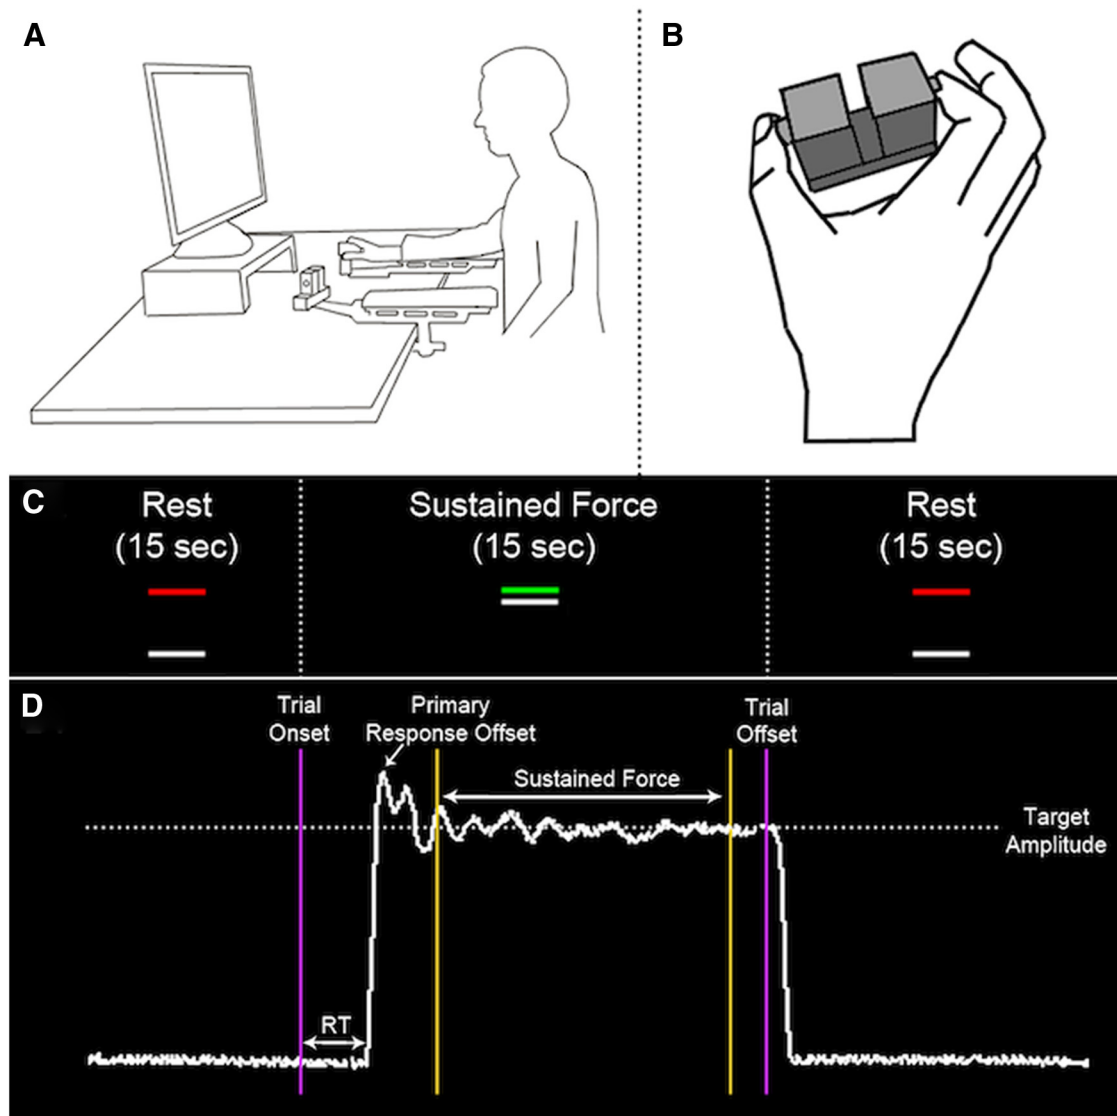 A
B
C
Rest
(15 sec)
Sustained Force
(15 sec)
Rest
(15 sec)
D
Trial
Onset
Primary
Response Offset
Trial
Offset
Sustained Force
Target
Amplitude
RT